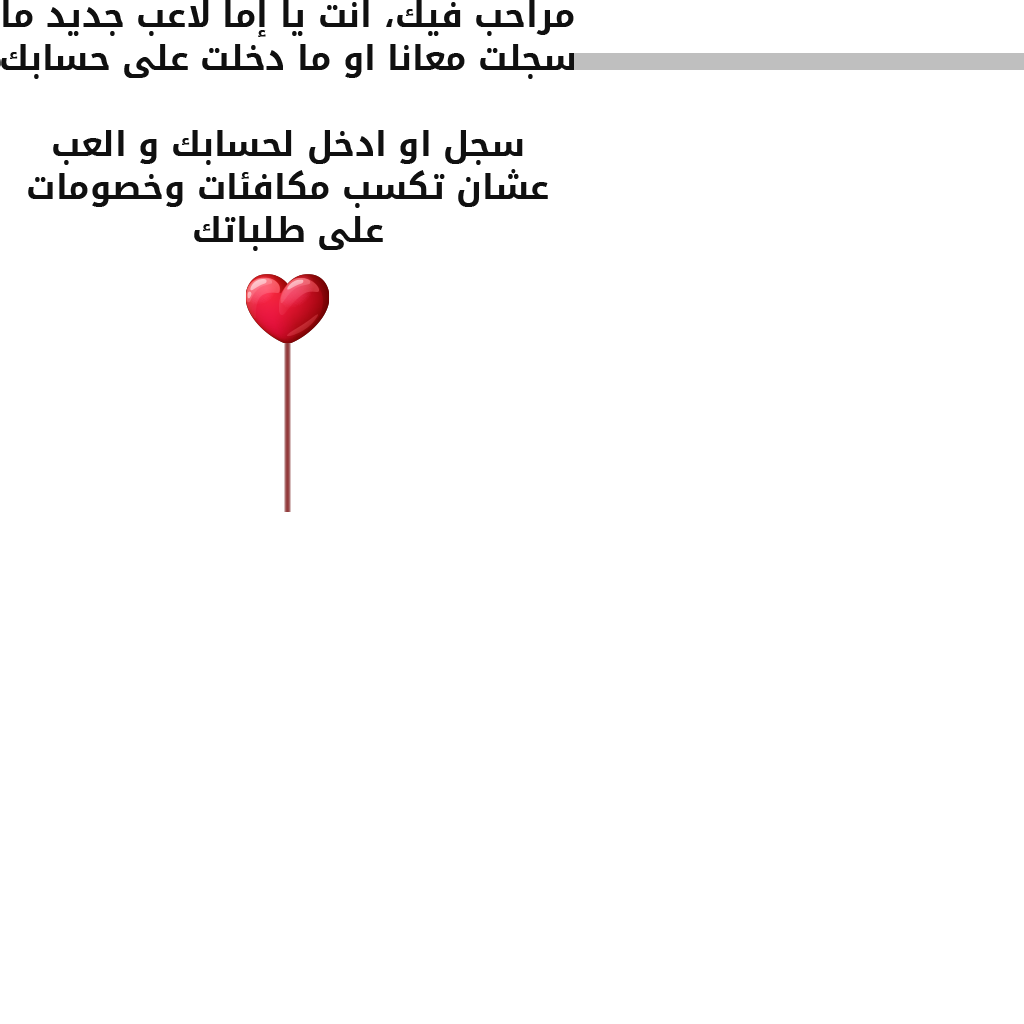 مراحب فيك، انت يا إما لاعب جديد ما
سجلت معانا او ما دخلت على حسابك
سجل او ادخل لحسابك و العب
عشان تكسب مكافئات وخصومات
على طلباتك